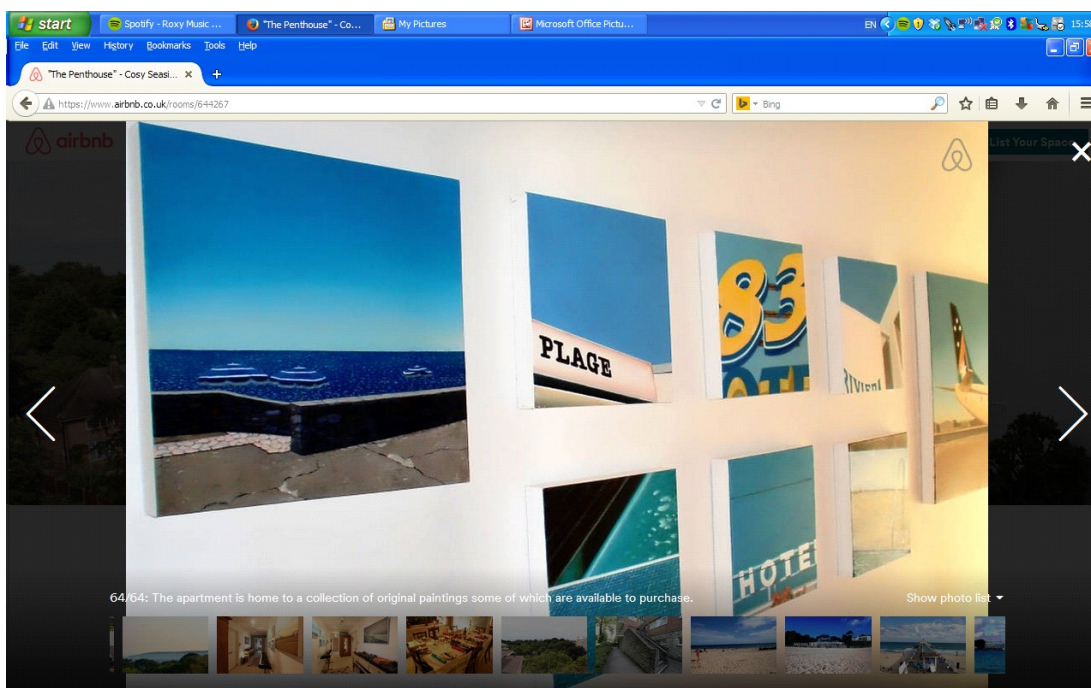 start
Spotify - Roxy Music ...
"The Penthouse" - Co...
My Pictures
Microsoft Office Pictu...
EN
15:58
File Edit View History Bookmarks Tools Help
"The Penthouse" - Cosy Seasi...
https://www.airbnb.co.uk/rooms/644267
Bing
airbnb
List Your Space
PLAGE
83
RIVIERA
HOTEL
64/64: The apartment is home to a collection of original paintings some of which are available to purchase.
Show photo list